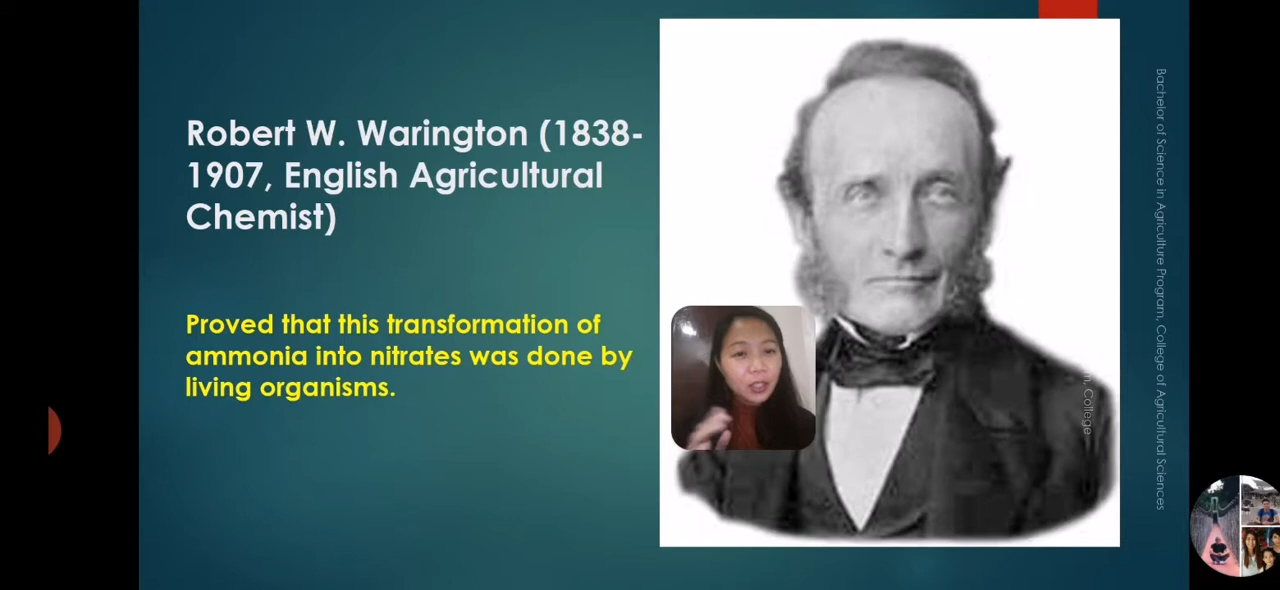 Robert W. Warington (1838-
1907, English Agricultural
Chemist)
Proved that this transformation of
ammonia into nitrates was done by
living organisms.
Bachelor of Science in Agriculture Program, College of Agricultural Sciences
College